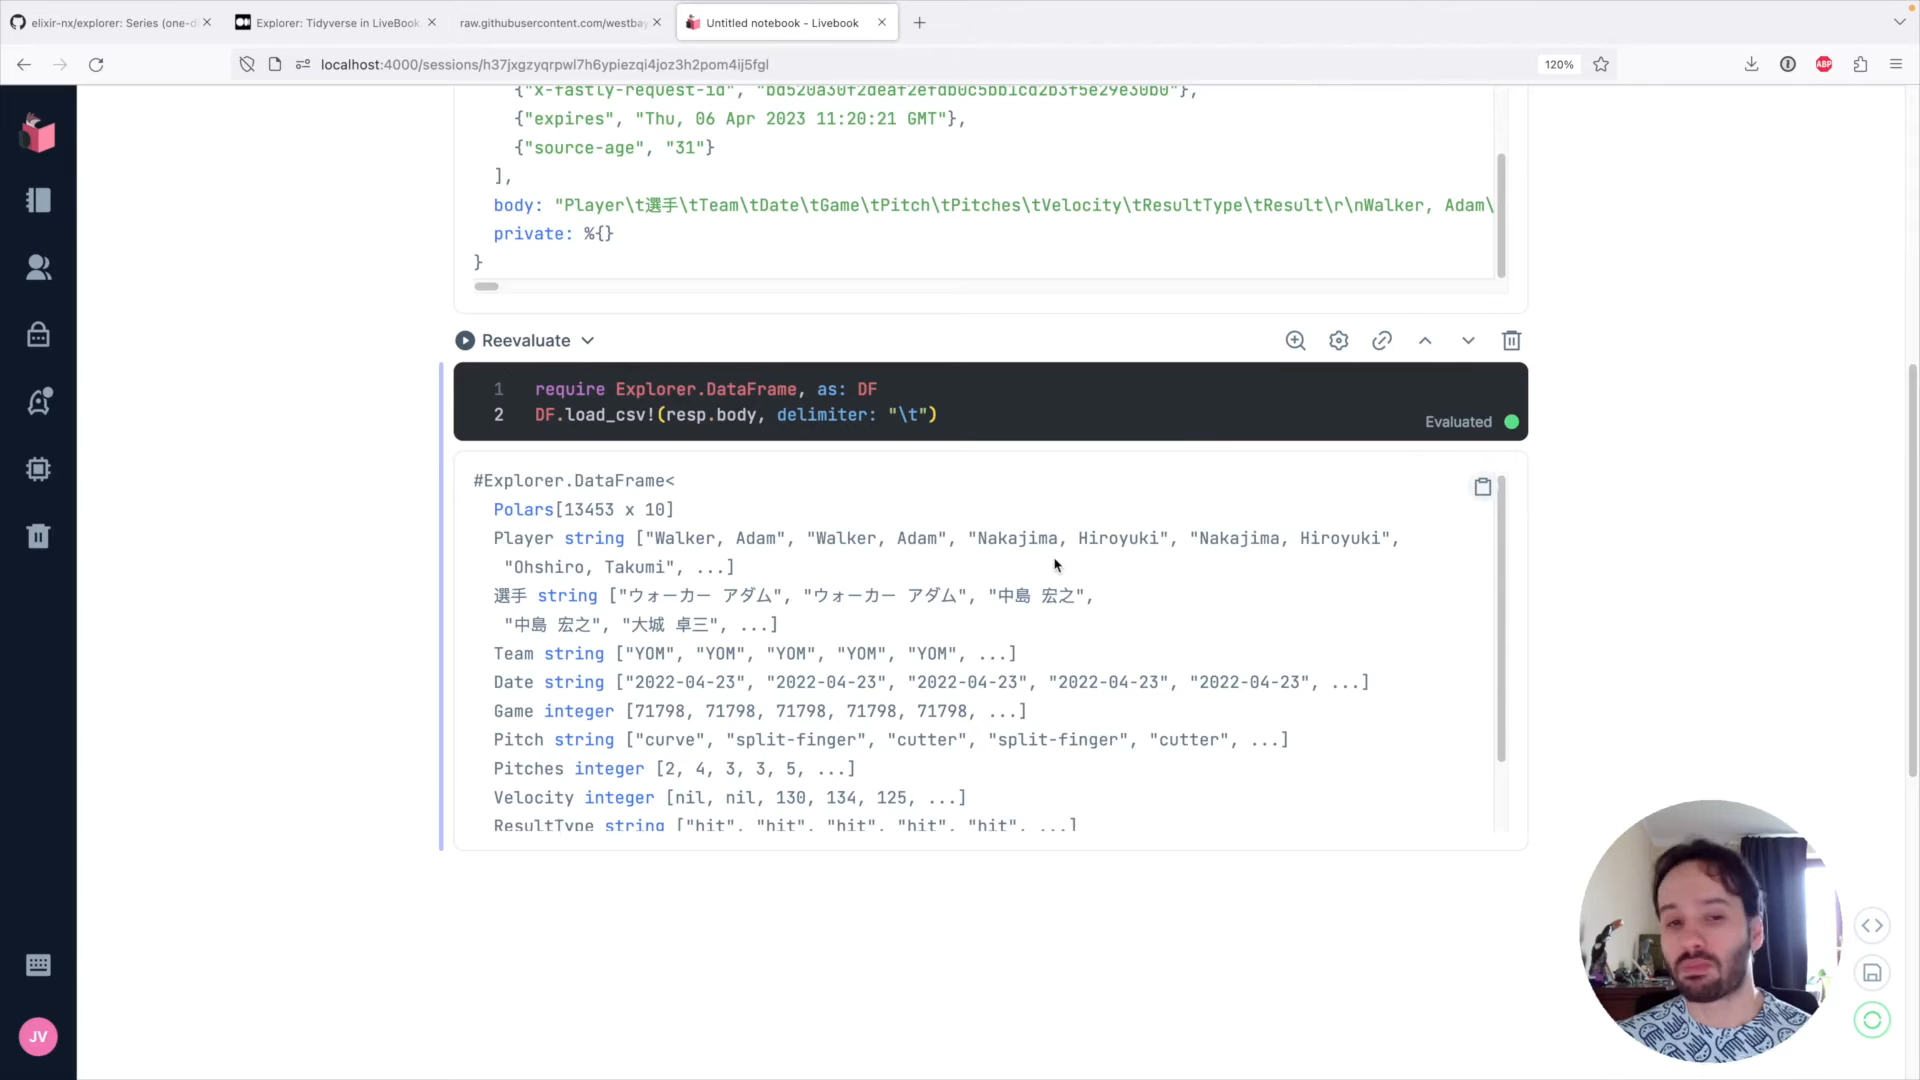 elixir-nx/explorer: Series (one-d
Explorer: Tidyverse in LiveBook
raw.githubusercontent.com/westbay
Untitled notebook - Livebook
localhost:4000/sessions/h37jxgzyqrpwl7h6ypiezqi4joz3h2pom4ij5fgl
120%
ABP
{"x-fastly-request-id", "bd520a30f2deaf2efdb0c5bb1cd2b3f5e29e30b0"},
{"expires", "Thu, 06 Apr 2023 11:20:21 GMT"},
{"source-age", "31"}
],
body: "Player\t選手\tTeam\tDate\tGame\tPitch\tPitches\tVelocity\tResultType\tResult\r\nWalker, Adam\
private: %{}
}
Reevaluate
1 require Explorer.DataFrame, as: DF
2 DF.load_csv!(resp.body, delimiter: "\t")
Evaluated
#Explorer.DataFrame<
Polars[13453 x 10]
Player string ["Walker, Adam", "Walker, Adam", "Nakajima, Hiroyuki", "Nakajima, Hiroyuki",
"Ohshiro, Takumi", ...]
選手 string ["ウォーカー アダム", "ウォーカー アダム", "中島 宏之",
"中島 宏之", "大城 卓三", ...]
Team string ["YOM", "YOM", "YOM", "YOM", "YOM", ...]
Date string ["2022-04-23", "2022-04-23", "2022-04-23", "2022-04-23", "2022-04-23", ...]
Game integer [71798, 71798, 71798, 71798, 71798, ...]
Pitch string ["curve", "split-finger", "cutter", "split-finger", "cutter", ...]
Pitches integer [2, 4, 3, 3, 5, ...]
Velocity integer [nil, nil, 130, 134, 125, ...]
ResultType string ["hit", "hit", "hit", "hit", "hit", ...]
JV